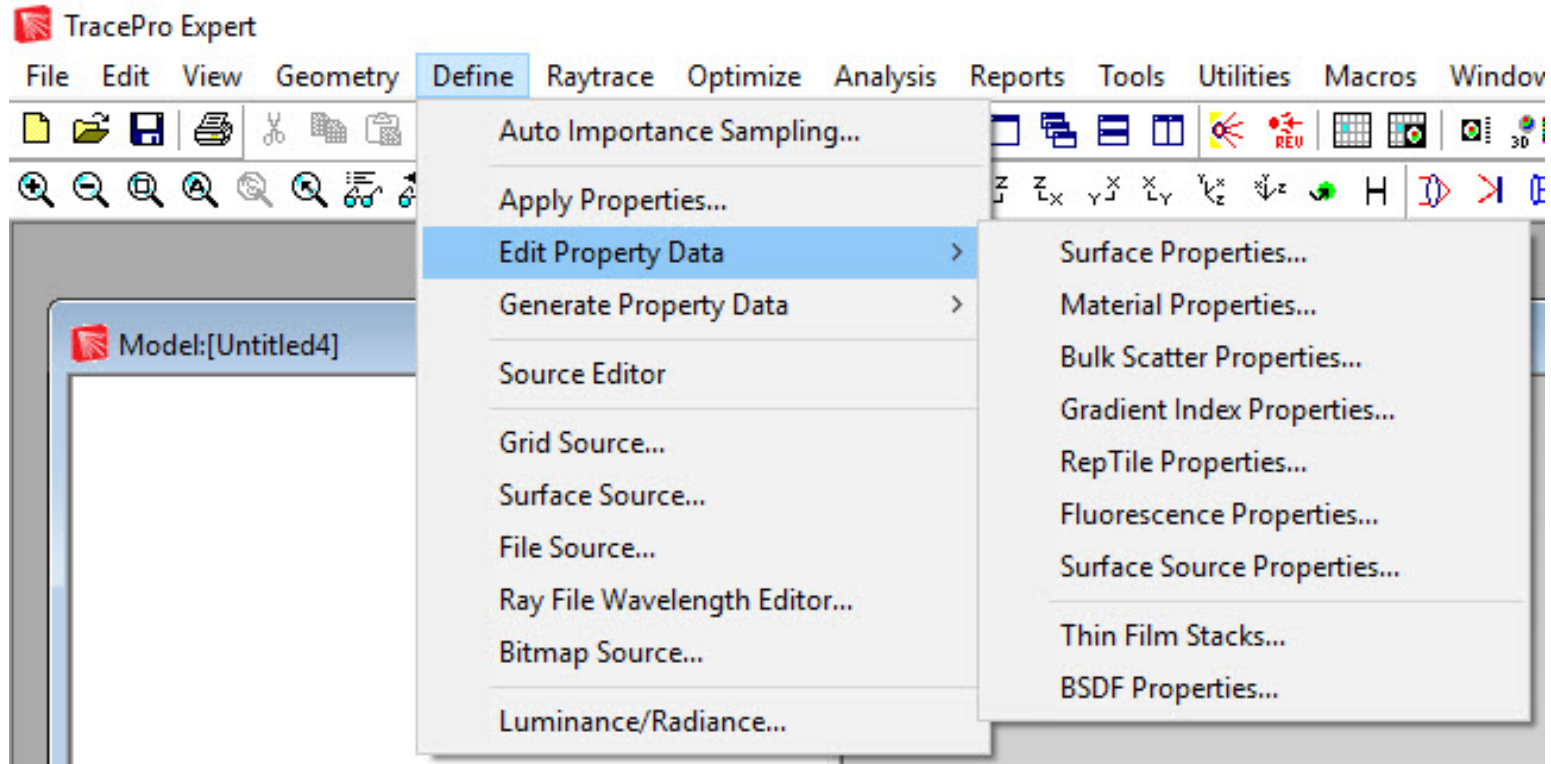 TracePro Expert
File Edit View Geometry Define Raytrace Optimize Analysis Reports Tools Utilities Macros Window
Auto Importance Sampling...
Apply Properties...
Edit Property Data
Generate Property Data
Source Editor
Grid Source...
Surface Source...
File Source...
Ray File Wavelength Editor...
Bitmap Source...
Luminance/Radiance...
Surface Properties...
Material Properties...
Bulk Scatter Properties...
Gradient Index Properties...
RepTile Properties...
Fluorescence Properties...
Surface Source Properties...
Thin Film Stacks...
BSDF Properties...
Model:[Untitled4]
REV
3D